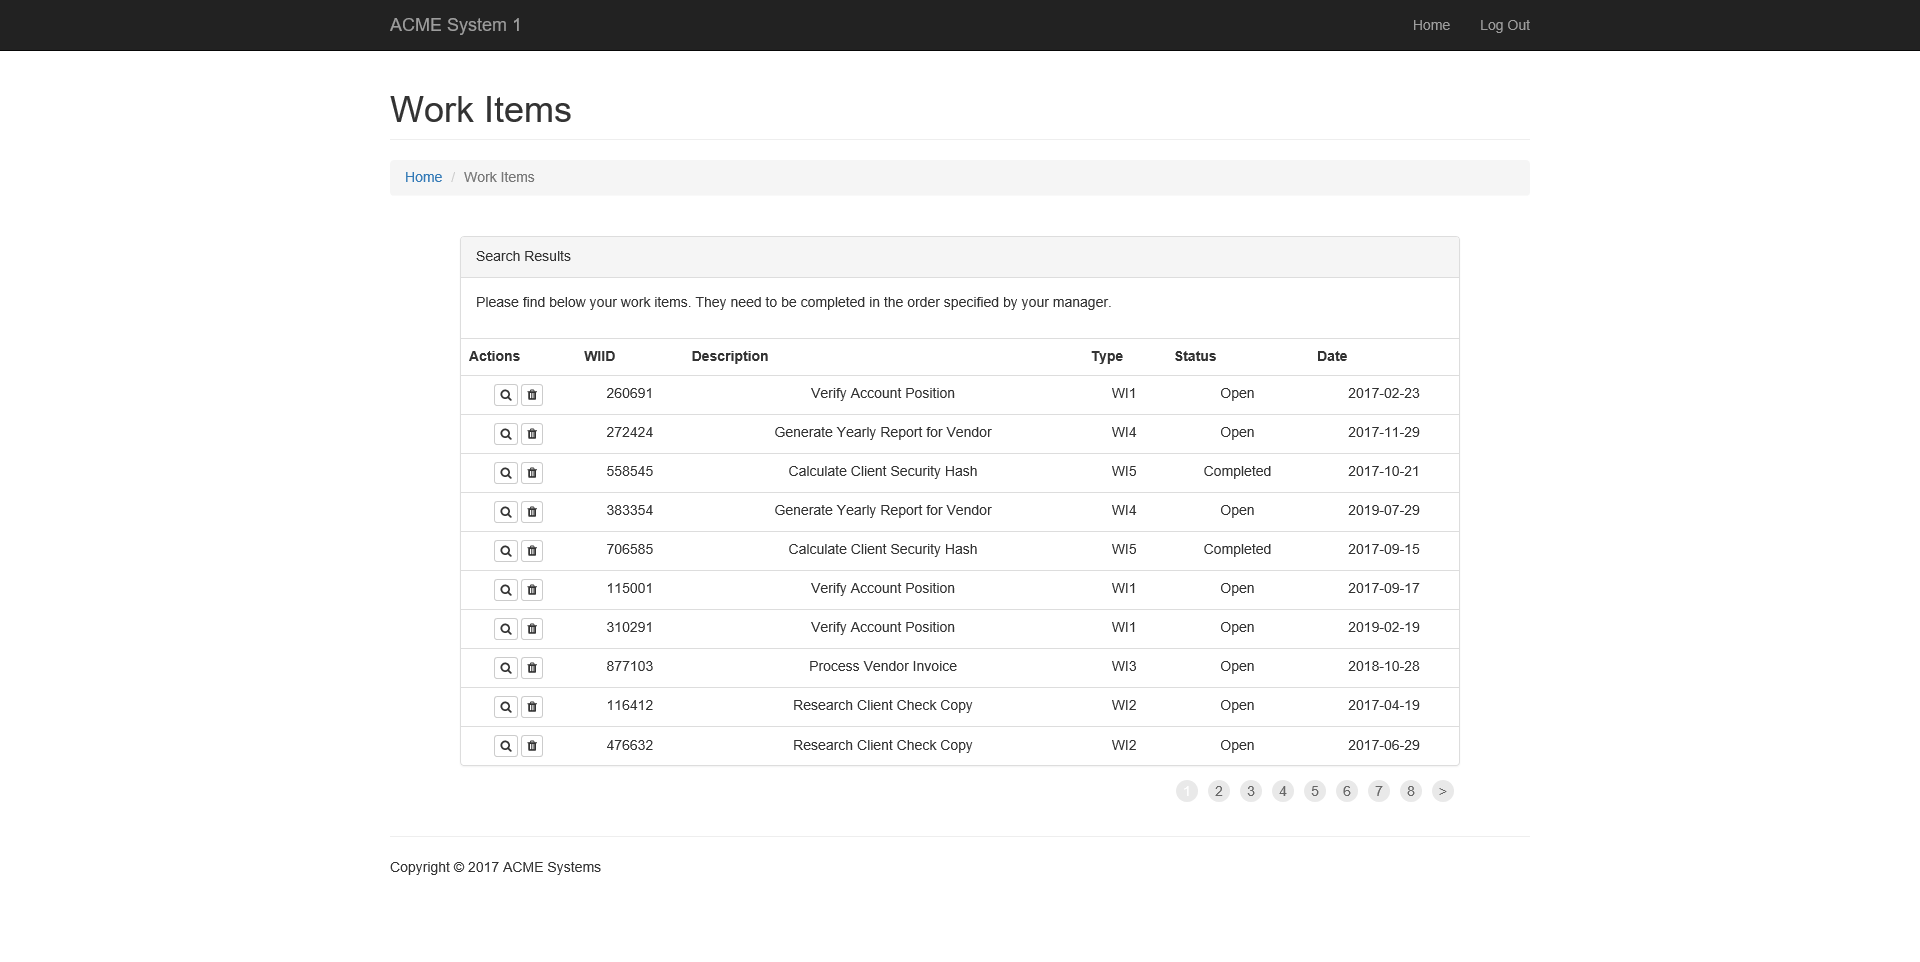 ACME System 1 Home Log Out
Work Items
Home / Work Items
Search Results
Please find below your work items. They need to be completed in the order specified by your manager.
Actions WIID Description Type Status Date
260691 Verify Account Position WI1 Open 2017-02-23
272424 Generate Yearly Report for Vendor WI4 Open 2017-11-29
558545 Calculate Client Security Hash WI5 Completed 2017-10-21
383354 Generate Yearly Report for Vendor WI4 Open 2019-07-29
706585 Calculate Client Security Hash WI5 Completed 2017-09-15
115001 Verify Account Position WI1 Open 2017-09-17
310291 Verify Account Position WI1 Open 2019-02-19
877103 Process Vendor Invoice WI3 Open 2018-10-28
116412 Research Client Check Copy WI2 Open 2017-04-19
476632 Research Client Check Copy WI2 Open 2017-06-29
1 2 3 4 5 6 7 8 >
Copyright © 2017 ACME Systems